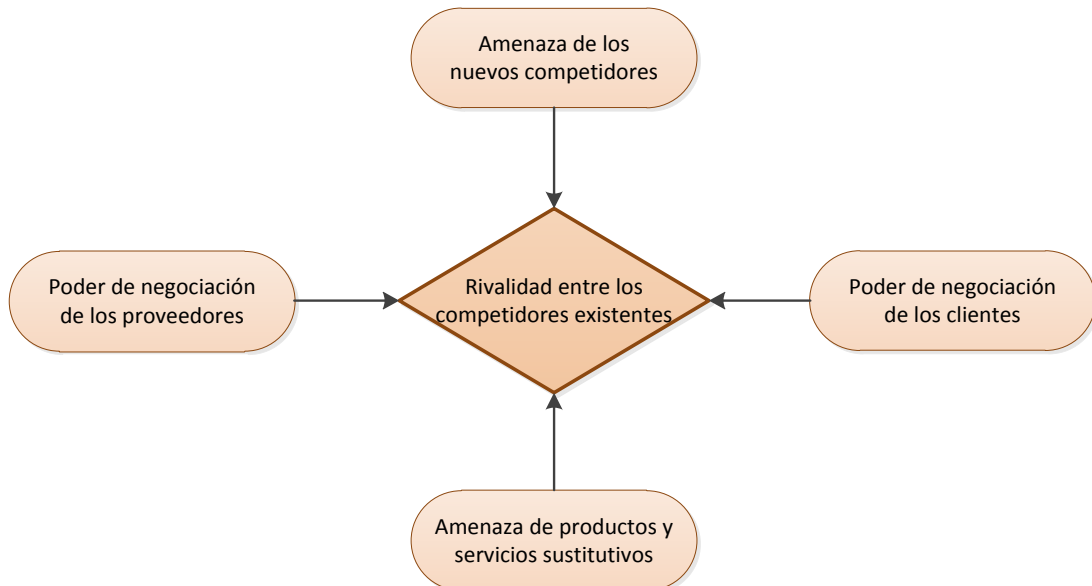 Amenaza de los
nuevos competidores
Poder de negociación
de los proveedores
Rivalidad entre los
competidores existentes
Poder de negociación
de los clientes
Amenaza de productos y
servicios sustitutivos